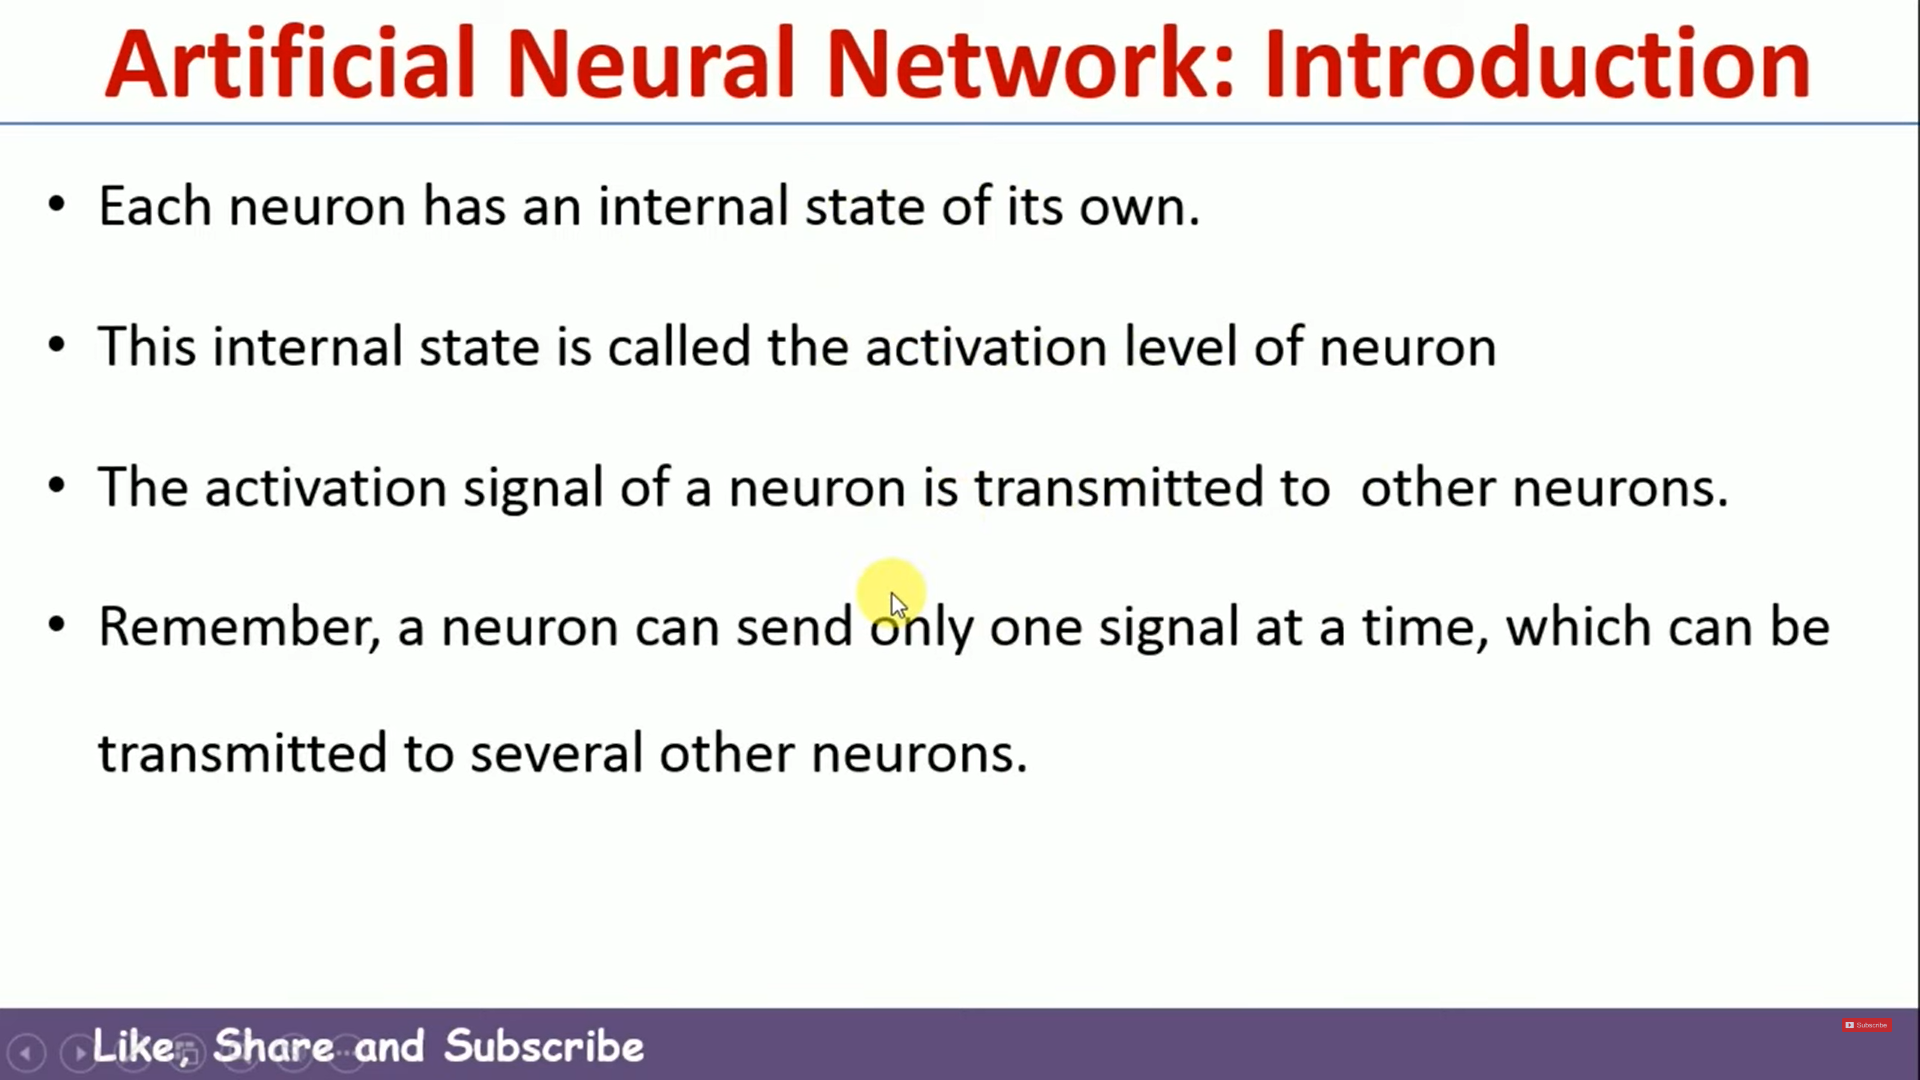 Artificial Neural Network: Introduction
• Each neuron has an internal state of its own.
• This internal state is called the activation level of neuron
• The activation signal of a neuron is transmitted to  other neurons.
• Remember, a neuron can send only one signal at a time, which can be
transmitted to several other neurons.
Like, Share and Subscribe
Subscribe